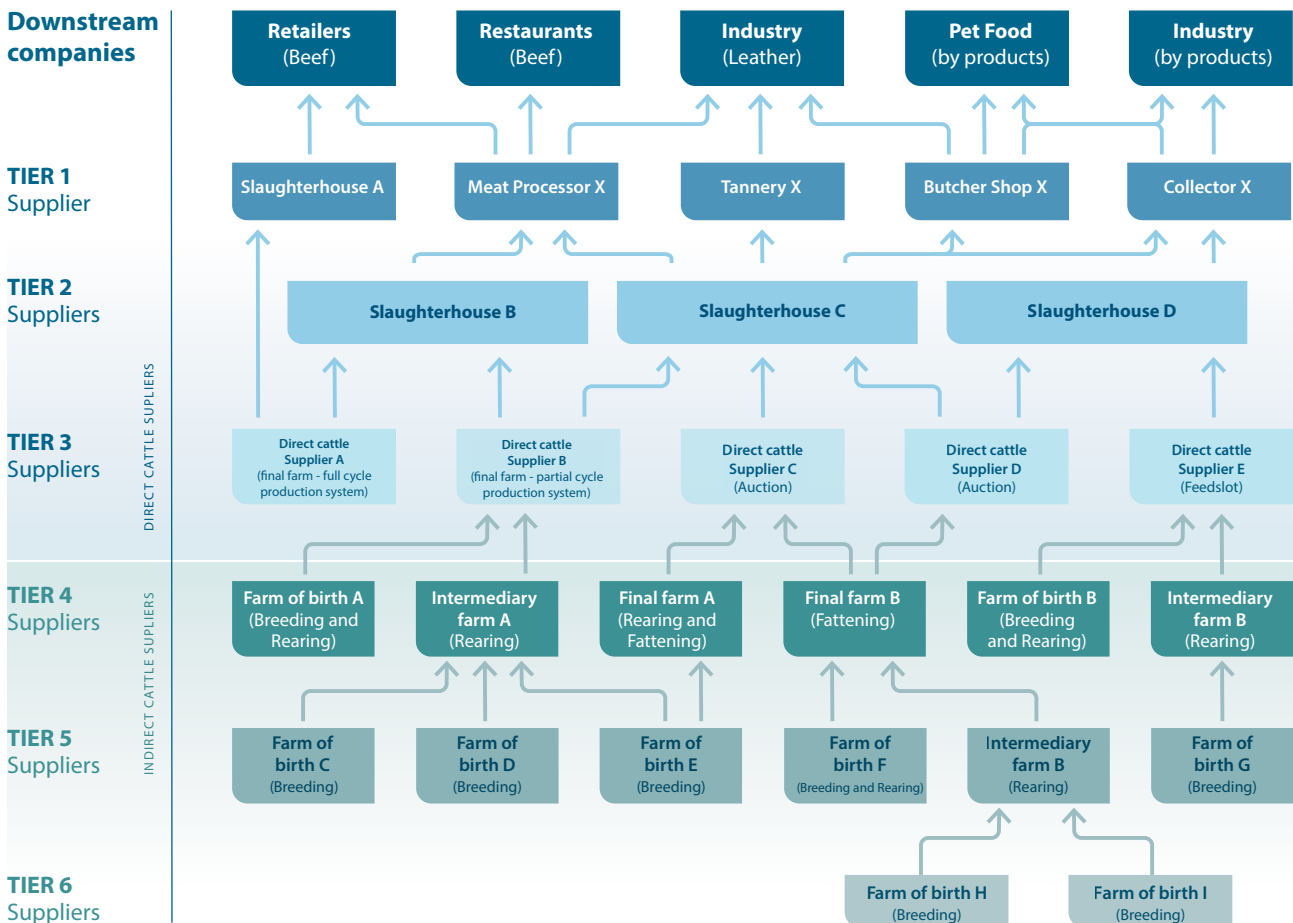 Downstream
companies
Retailers
(Beef)
Restaurants
(Beef)
Industry
(Leather)
Pet Food
(by products)
Industry
(by products)
TIER 1
Supplier
Slaughterhouse A
Meat Processor X
Tannery X
Butcher Shop X
Collector X
TIER 2
Suppliers
Slaughterhouse B
Slaughterhouse C
Slaughterhouse D
DIRECT CATTLE SUPLIERS
TIER 3
Suppliers
Direct cattle
Supplier A
(final farm - full cycle
production system)
Direct cattle
Supplier B
(final farm - partial cycle
production system)
Direct cattle
Supplier C
(Auction)
Direct cattle
Supplier D
(Auction)
Direct cattle
Supplier E
(Feedslot)
INDIRECT CATTLE SUPLIERS
TIER 4
Suppliers
Farm of birth A
(Breeding and
Rearing)
Intermediary
farm A
(Rearing)
Final farm A
(Rearing and
Fattening)
Final farm B
(Fattening)
Farm of birth B
(Breeding
and Rearing)
Intermediary
farm B
(Rearing)
TIER 5
Suppliers
Farm of
birth C
(Breeding)
Farm of
birth D
(Breeding)
Farm of
birth E
(Breeding)
Farm of
birth F
(Breeding and Rearing)
Intermediary
farm B
(Rearing)
Farm of
birth G
(Breeding)
TIER 6
Suppliers
Farm of birth H
(Breeding)
Farm of birth I
(Breeding)